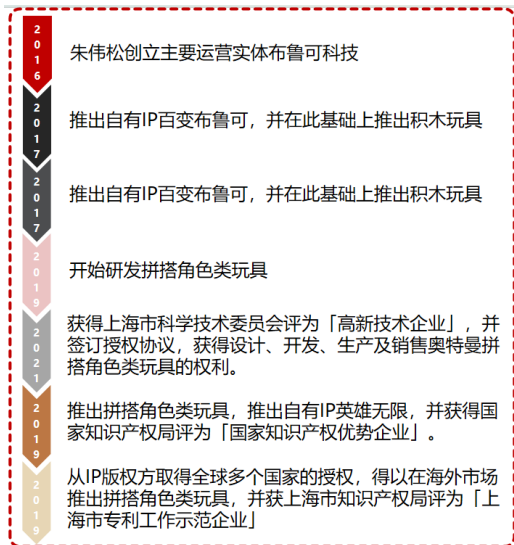 2016
朱伟松创立主要运营实体布鲁可科技
2017
推出自有IP百变布鲁可，并在此基础上推出积木玩具
2017
推出自有IP百变布鲁可，并在此基础上推出积木玩具
2019
开始研发拼搭角色类玩具
2021
获得上海市科学技术委员会评为「高新技术企业」，并
签订授权协议，获得设计、开发、生产及销售奥特曼拼
搭角色类玩具的权利。
2019
推出拼搭角色类玩具，推出自有IP英雄无限，并获得国
家知识产权局评为「国家知识产权优势企业」。
2019
从IP版权方取得全球多个国家的授权，得以在海外市场
推出拼搭角色类玩具，并获上海市知识产权局评为「上
海市专利工作示范企业」